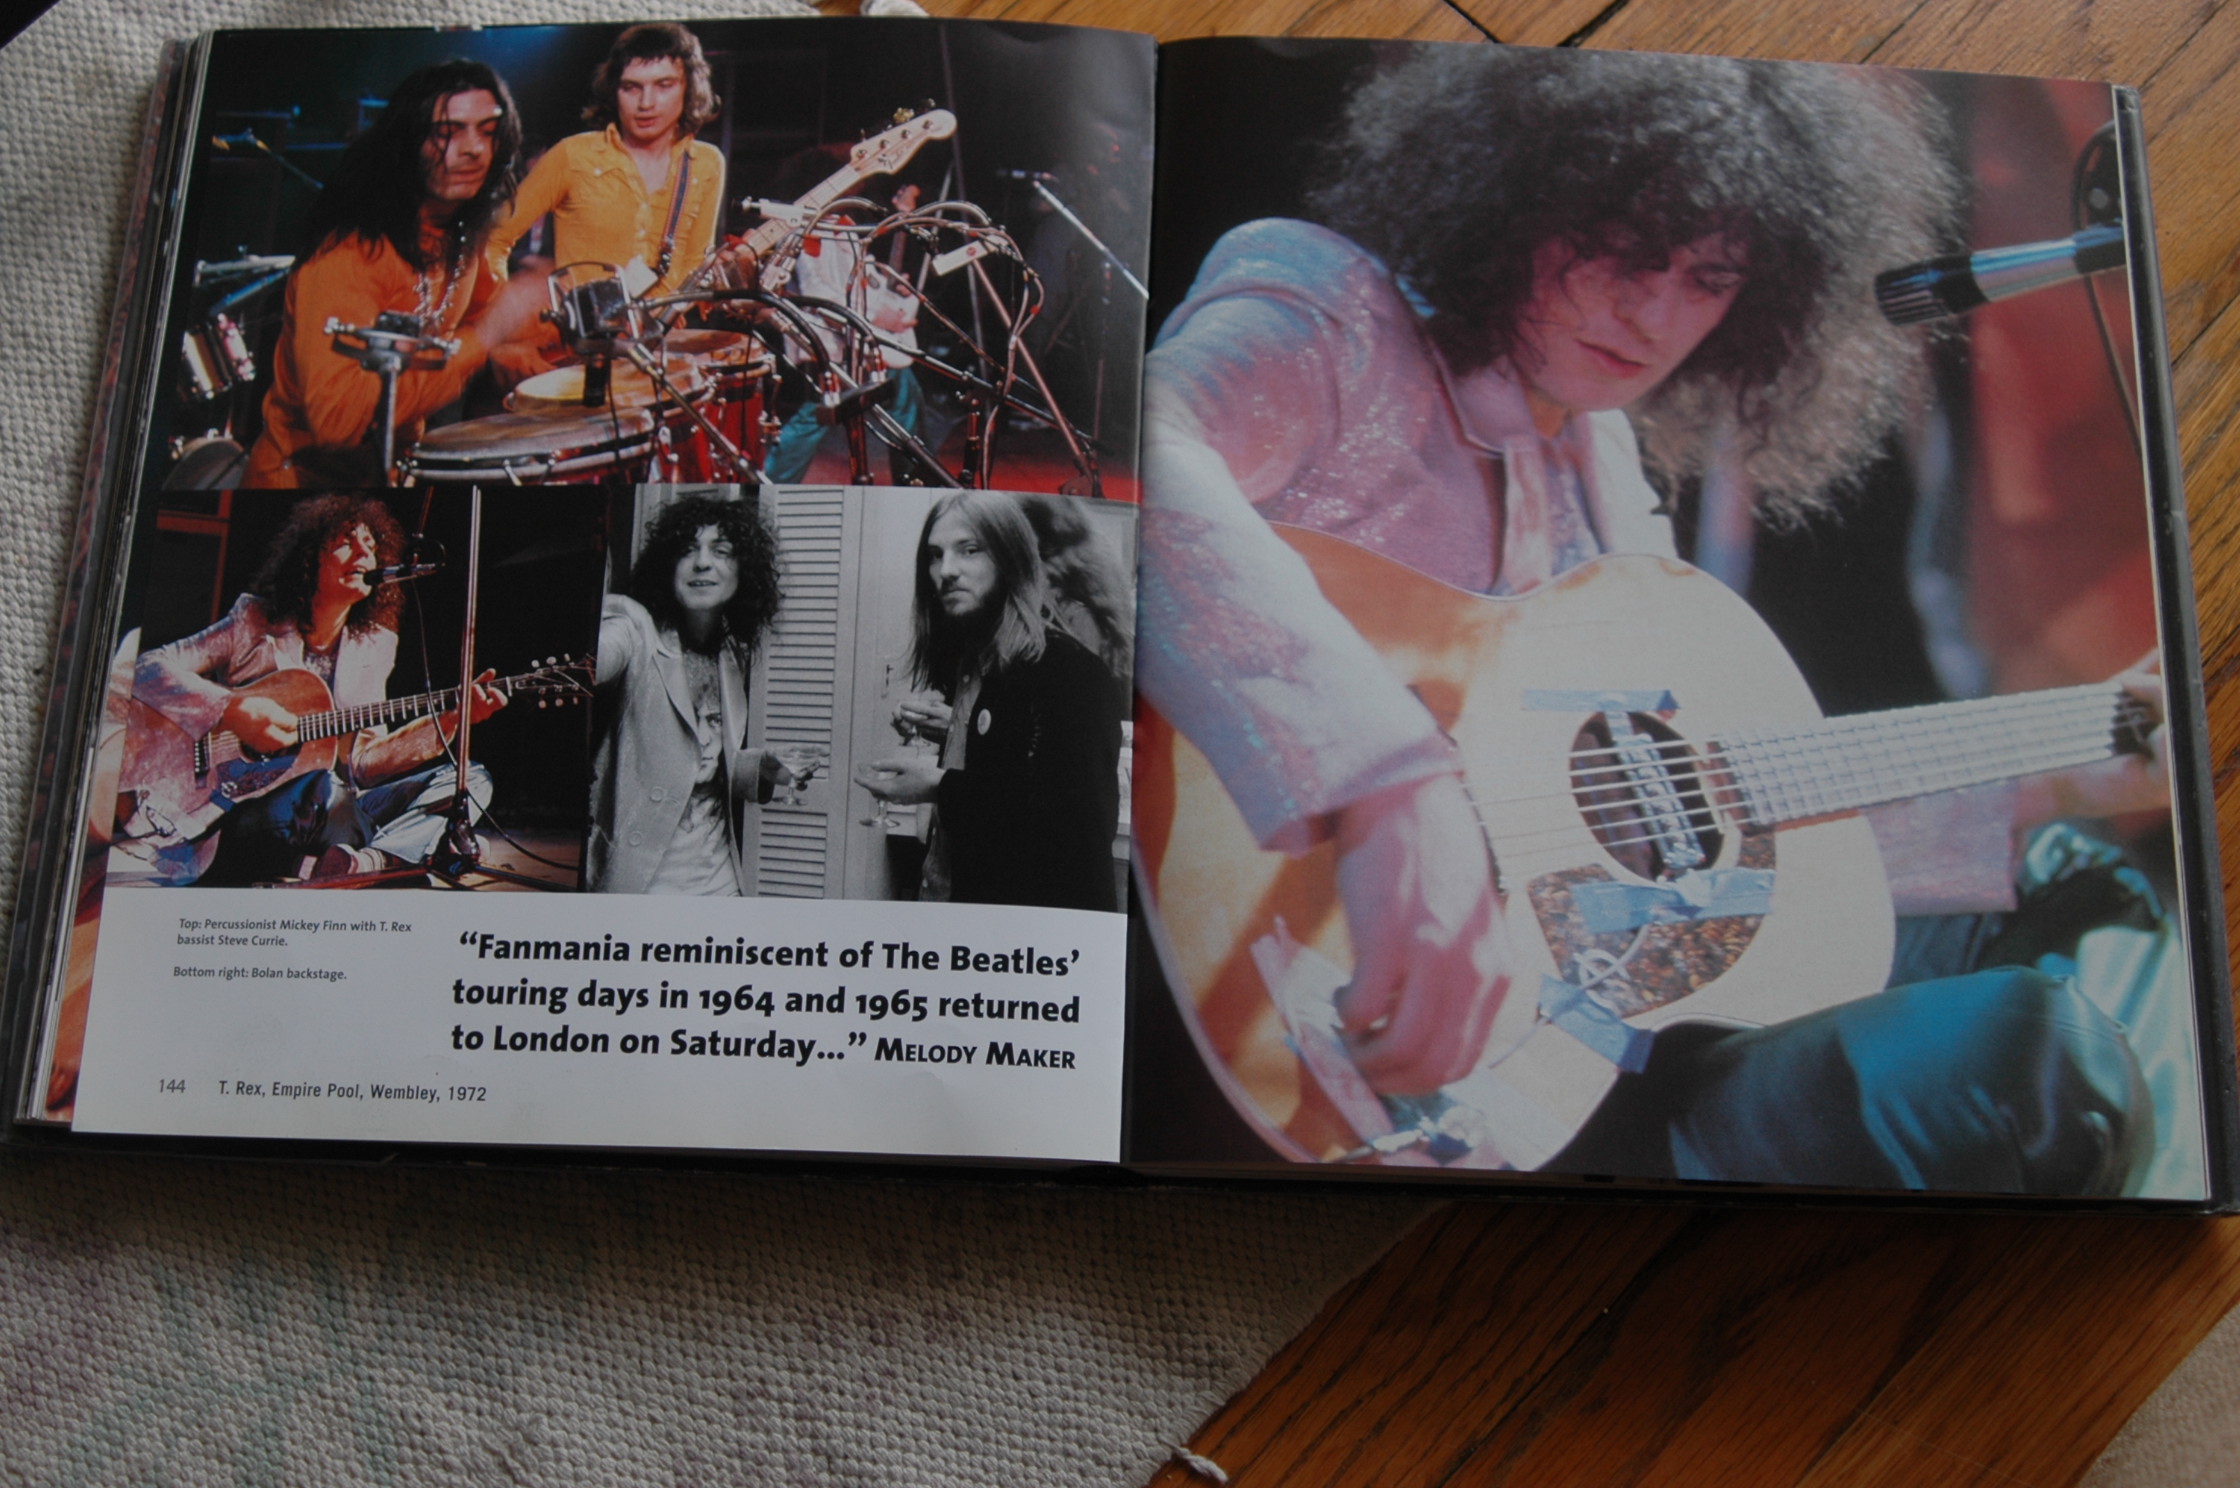 Top: Percussionist Mickey Finn with T. Rex
bassist Steve Currie.
Bottom right: Bolan backstage.
“Fanmania reminiscent of The Beatles’
touring days in 1964 and 1965 returned
to London on Saturday...” MELODY MAKER
144 T. Rex, Empire Pool, Wembley, 1972